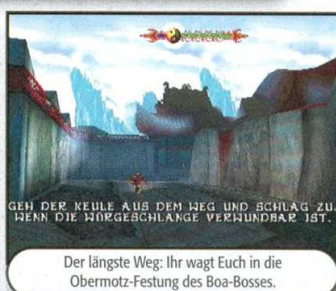 GEH DER KEULE AUS DEM WEG UND SCHLAG ZU,
WENN DIE WÜRGESCHLANGE VERWUNDBAR IST.
Der längste Weg: Ihr wagt Euch in die
Obermotz-Festung des Boa-Bosses.